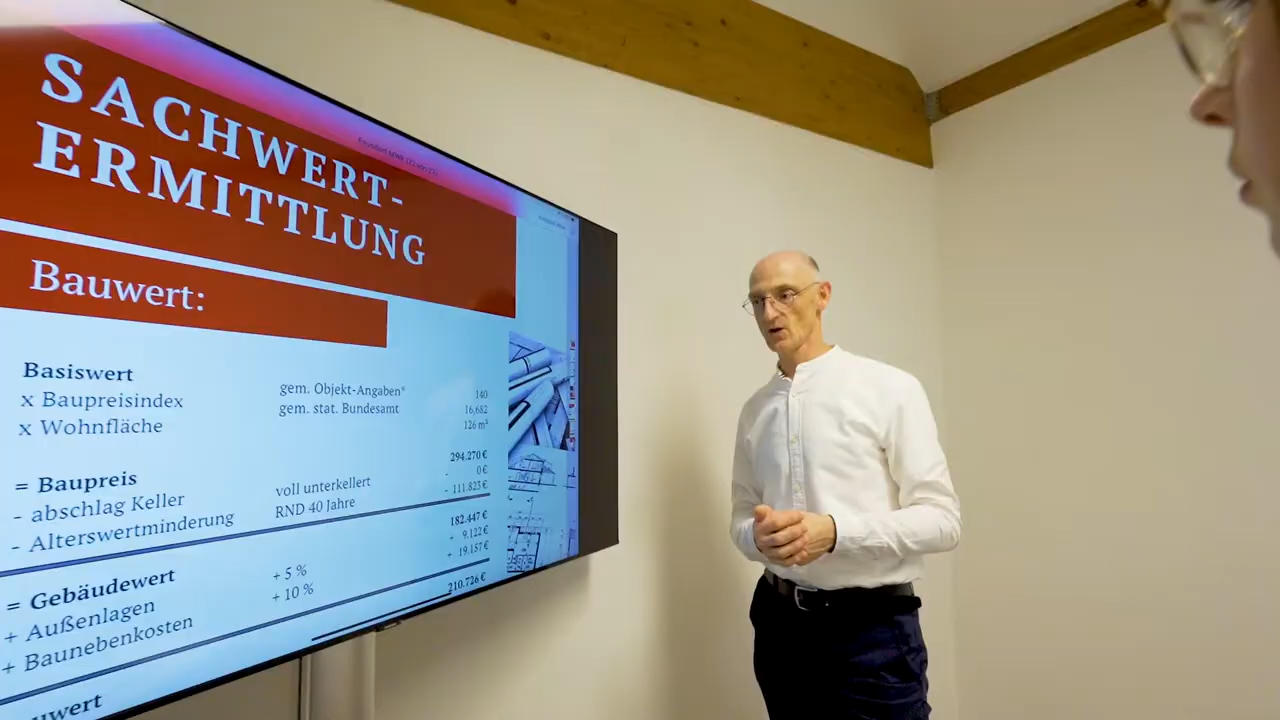 SACHWERT-
ERMITTLUNG
Bauwert:
Basiswert gem. Objekt-Angaben* 140
x Baupreisindex gem. stat. Bundesamt 16,682
x Wohnfläche 126 m²
= Baupreis 294.270 €
- abschlag Keller voll unterkellert - 0 €
- Alterswertminderung RND 40 Jahre - 111.823 €
= Gebäudewert 182.447 €
+ Außenlagen + 5 % + 9.122 €
+ Baunebenkosten + 10 % + 19.157 €
210.726 €